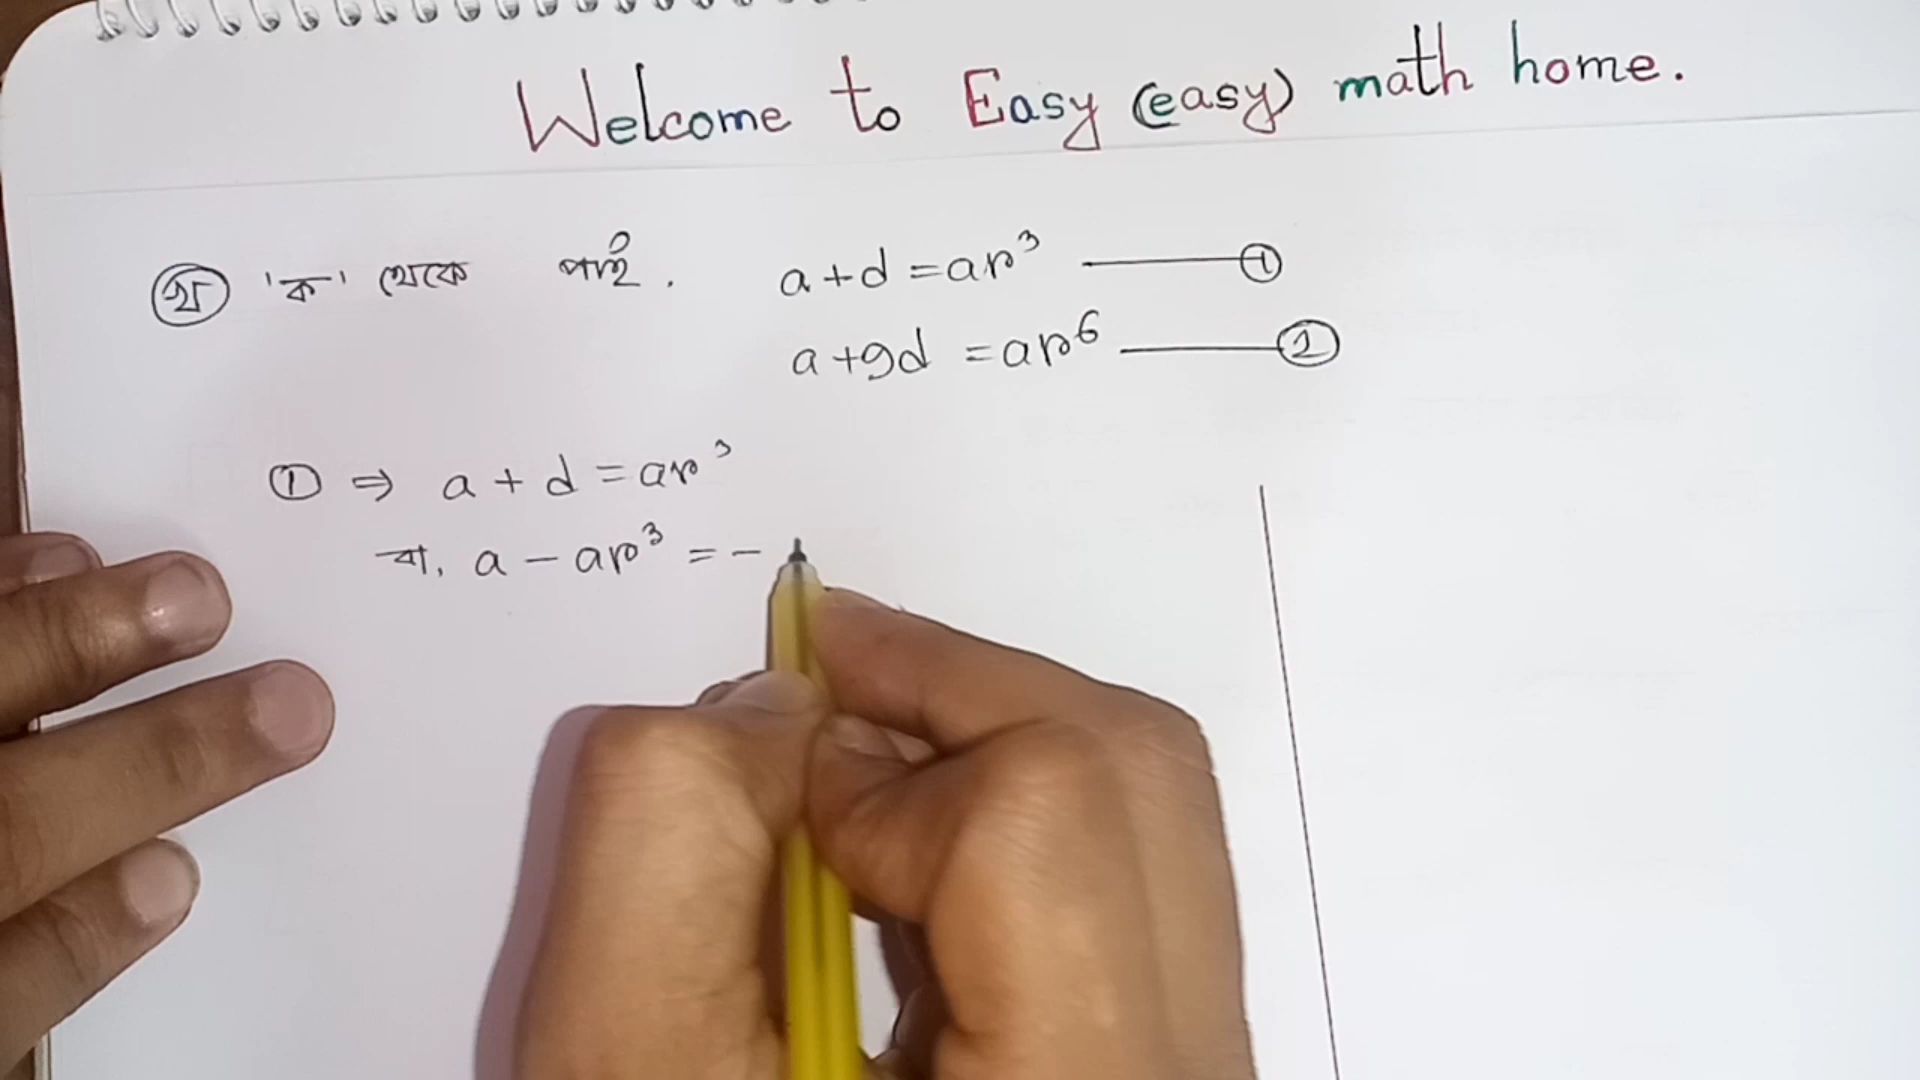 Welcome to Easy (easy) math home.
খ 'ক' থেকে পাই. a+d=ar³ ——— ①
a+9d =ar⁶ ——— ②
① ⇒ a + d = ar³
বা, a - ar³ = -